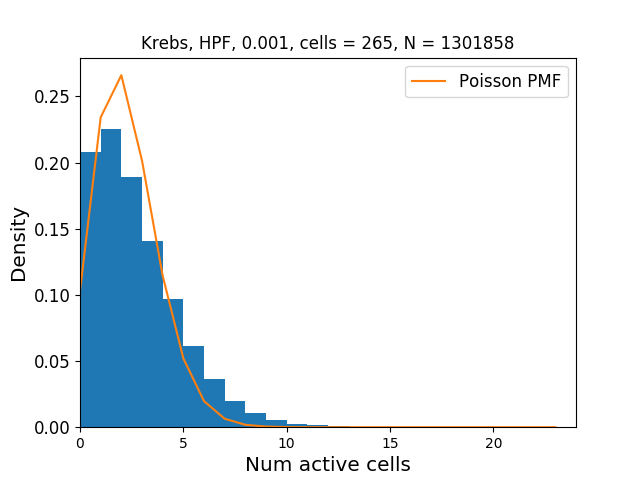 Krebs, HPF, 0.001, cells = 265, N = 1301858
Poisson PMF
Density
0.25
0.20
0.15
0.10
0.05
0.00
0 5 10 15 20
Num active cells